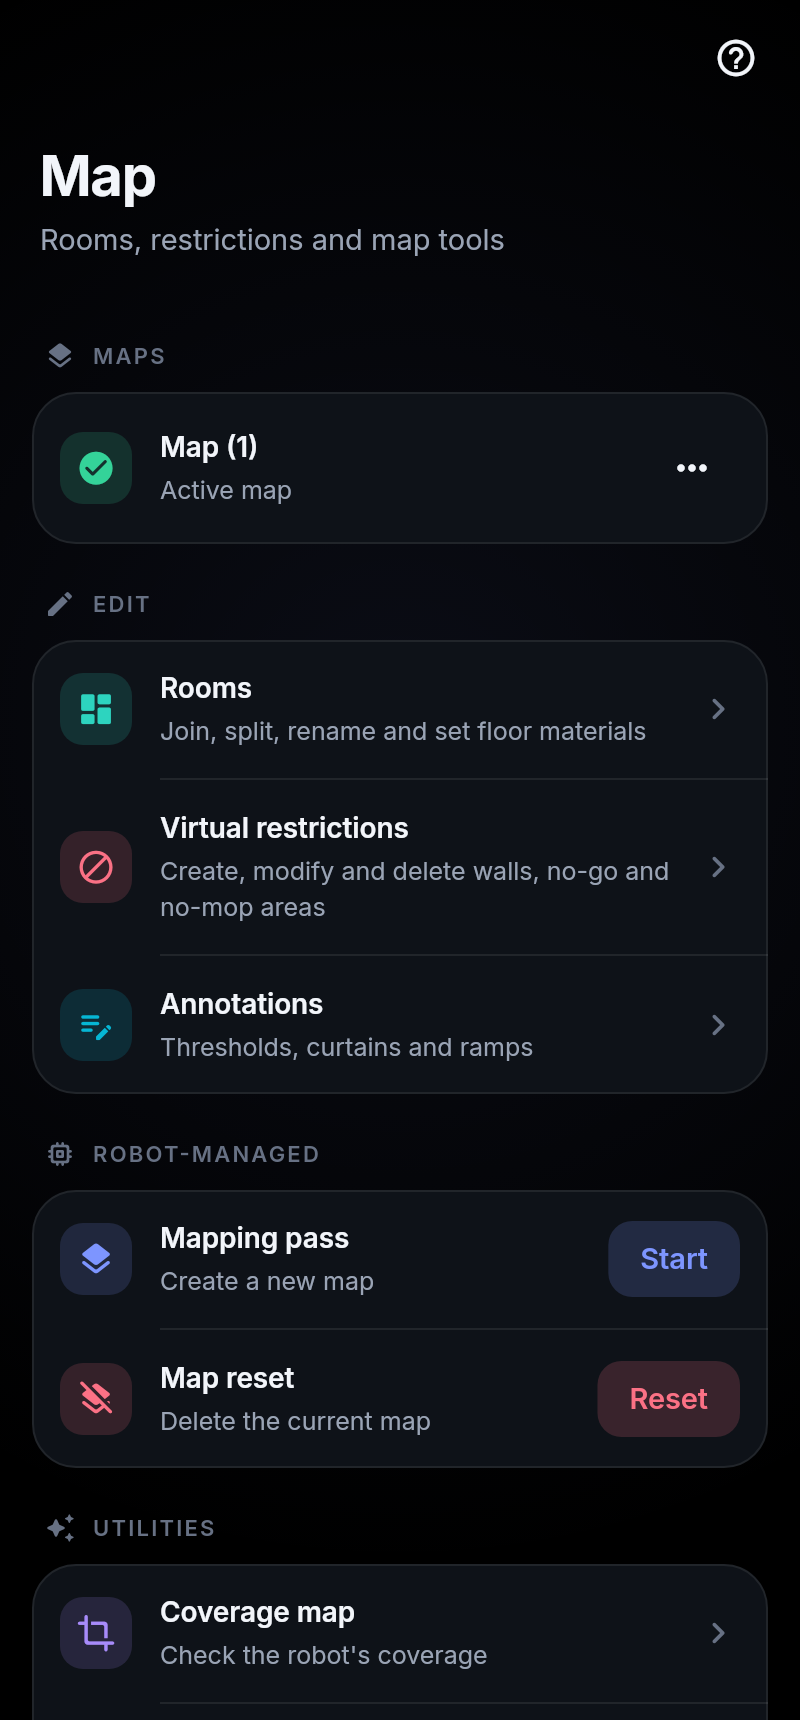 Map
Rooms, restrictions and map tools
MAPS
Map (1)
Active map
EDIT
Rooms
Join, split, rename and set floor materials
Virtual restrictions
Create, modify and delete walls, no-go and
no-mop areas
Annotations
Thresholds, curtains and ramps
ROBOT-MANAGED
Mapping pass
Create a new map
Start
Map reset
Delete the current map
Reset
UTILITIES
Coverage map
Check the robot's coverage